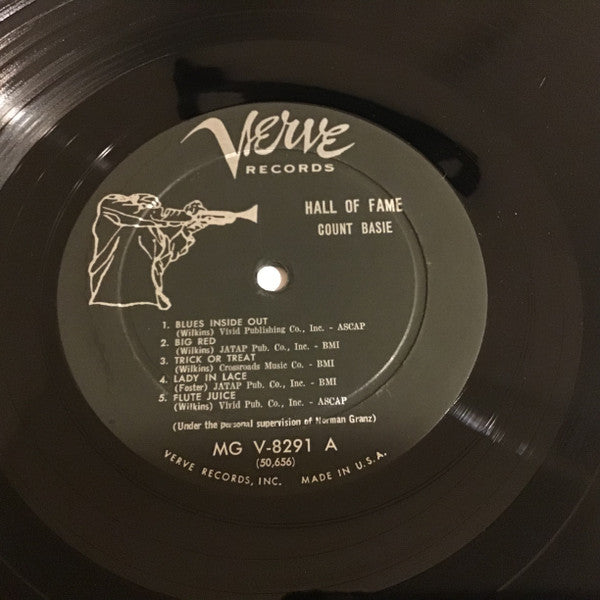 Verve
RECORDS
HALL OF FAME
COUNT BASIE
1. BLUES INSIDE OUT
(Wilkins) Vivid Publishing Co., Inc. - ASCAP
2. BIG RED
(Wilkins) JATAP Pub. Co., Inc. - BMI
3. TRICK OR TREAT
(Wilkins) Crossroads Music Co. - BMI
4. LADY IN LACE
(Foster) JATAP Pub. Co., Inc. - BMI
5. FLUTE JUICE
(Wilkins) Vivid Pub. Co., Inc. - ASCAP
(Under the personal supervision of Norman Granz)
MG V-8291 A
(50,656)
VERVE RECORDS, INC. MADE IN U.S.A.